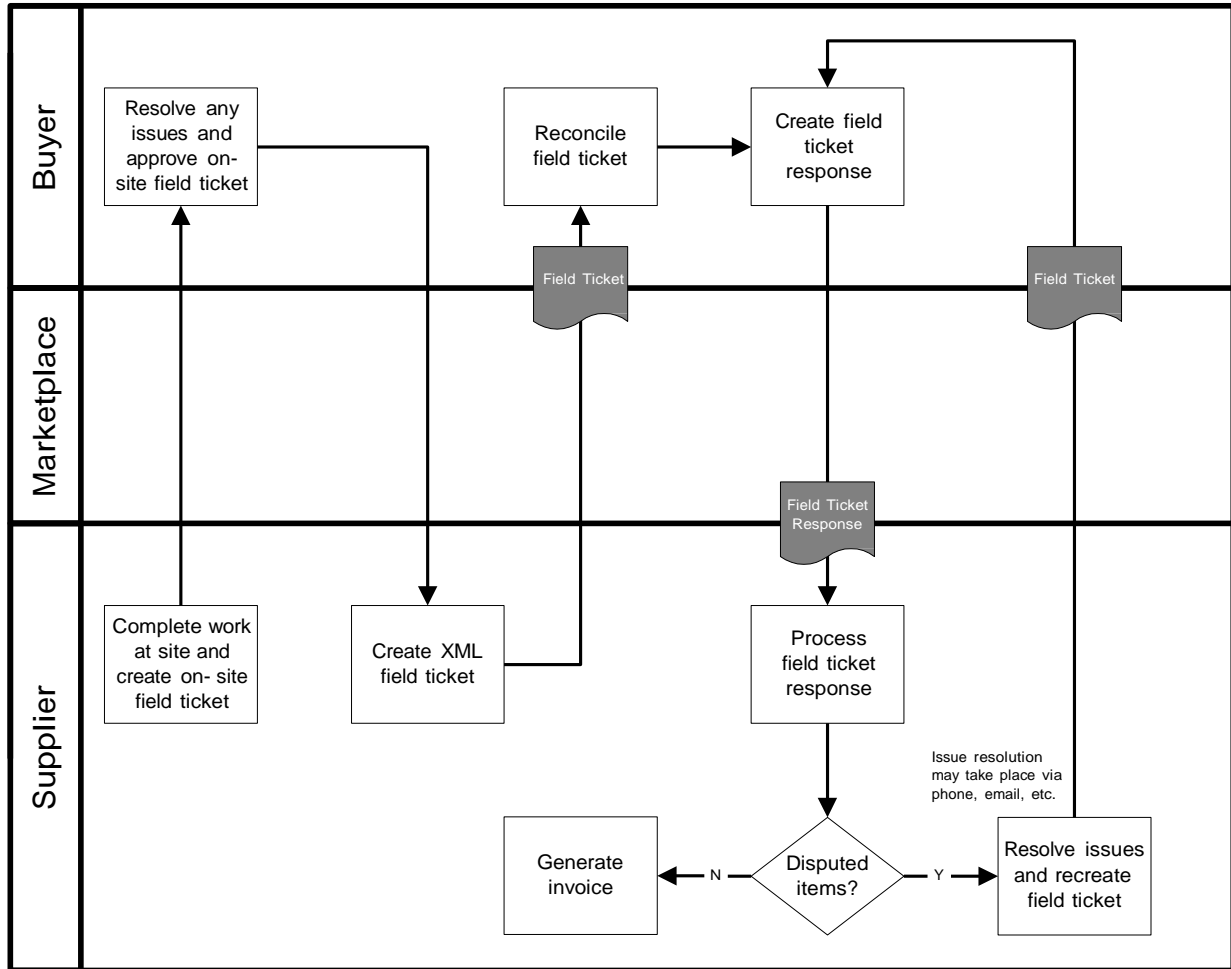 Buyer
Resolve any
issues and
approve on-
site field ticket
Reconcile
field ticket
Create field
ticket
response
Field Ticket
Field Ticket
Marketplace
Field Ticket
Response
Supplier
Complete work
at site and
create on- site
field ticket
Create XML
field ticket
Process
field ticket
response
Issue resolution
may take place via
phone, email, etc.
Generate
invoice
N
Disputed
items?
Y
Resolve issues
and recreate
field ticket